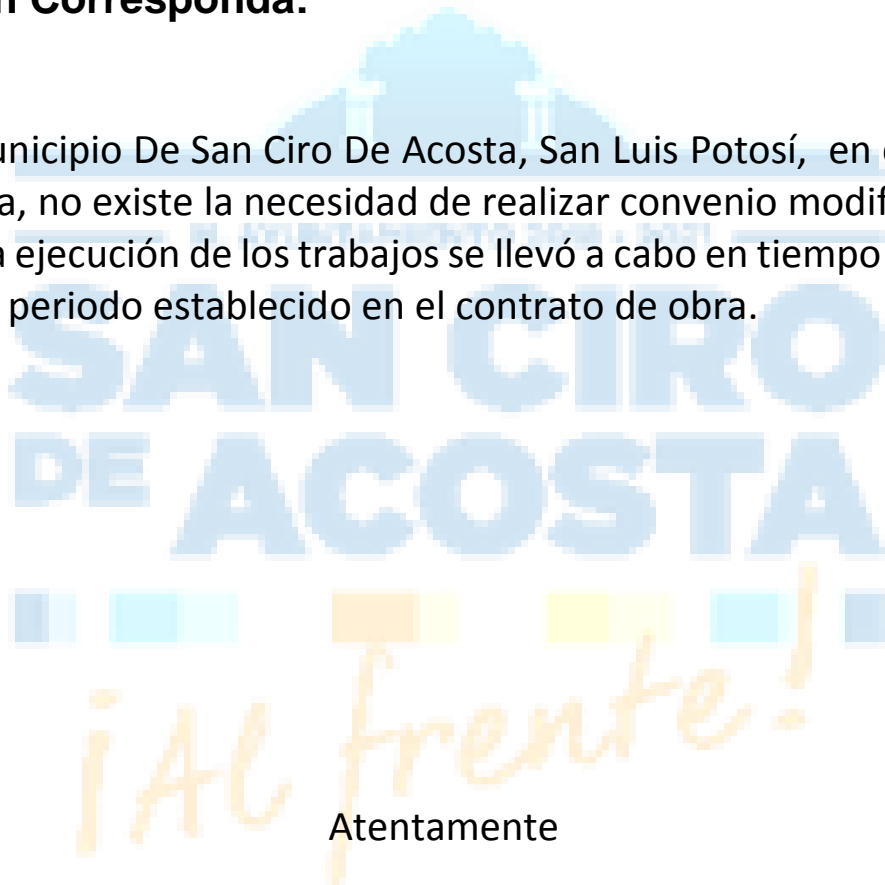 n Corresponda.
unicipio De San Ciro De Acosta, San Luis Potosí, en
a, no existe la necesidad de realizar convenio modif
a ejecución de los trabajos se llevó a cabo en tiempo
periodo establecido en el contrato de obra.
SAN CIRO
DE ACOSTA
¡Al frente!
Atentamente